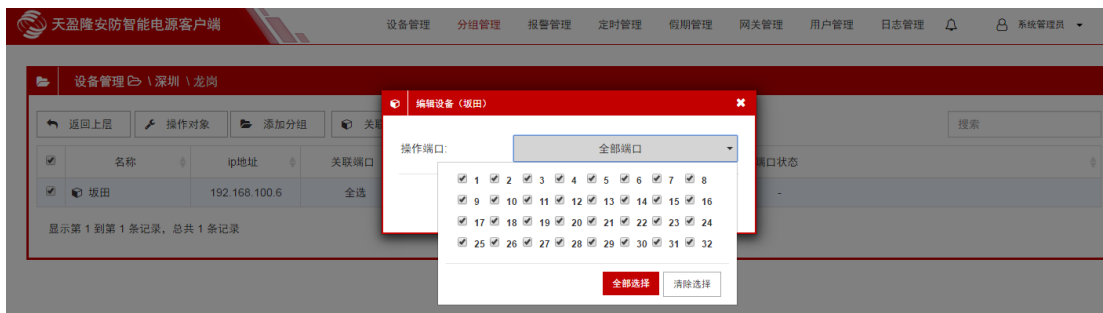 天盈隆安防智能电源客户端 设备管理 分组管理 报警管理 定时管理 假期管理 网关管理 用户管理 日志管理 系统管理员
设备管理 \ 深圳 \ 龙岗
编辑设备（坂田）
返回上层 操作对象 添加分组 关联 搜索
操作端口: 全部端口
名称 ip地址 关联端口 端口状态
1 2 3 4 5 6 7 8
坂田 192.168.100.6 全选 -
9 10 11 12 13 14 15 16
17 18 19 20 21 22 23 24
显示第 1 到第 1 条记录，总共 1 条记录
25 26 27 28 29 30 31 32
全部选择 清除选择